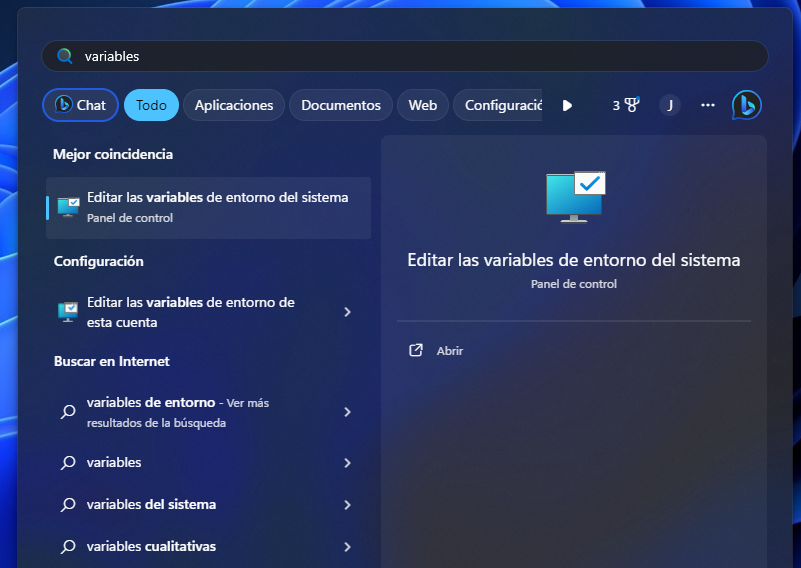 variables
Chat
Todo
Aplicaciones
Documentos
Web
Configuració
3
J
Mejor coincidencia
Editar las variables de entorno del sistema
Panel de control
Configuración
Editar las variables de entorno de
esta cuenta
Buscar en Internet
variables de entorno - Ver más
resultados de la búsqueda
variables
variables del sistema
variables cualitativas
Editar las variables de entorno del sistema
Panel de control
Abrir